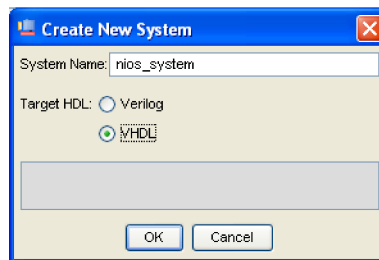 Create New System
System Name: nios_system
Target HDL: Verilog
VHDL
OK Cancel